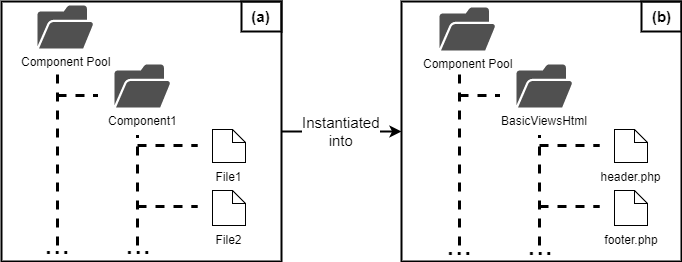 (a)
Component Pool
Component1
File1
File2
...
...
Instantiated
into
(b)
Component Pool
BasicViewsHtml
header.php
footer.php
...
...